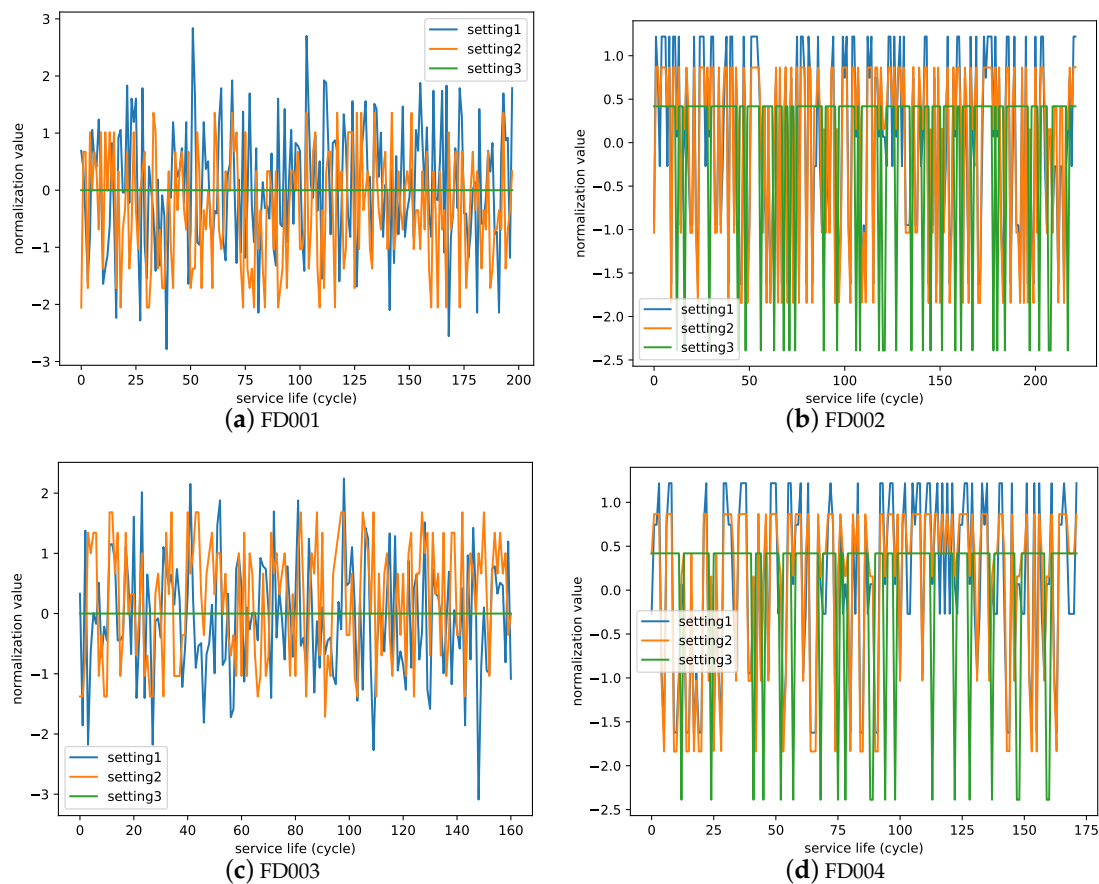 3
2
1
0
−1
−2
−3
normalization value
setting1
setting2
setting3
0 25 50 75 100 125 150 175 200
service life (cycle)
(a) FD001
1.0
0.5
0.0
−0.5
−1.0
−1.5
−2.0
−2.5
normalization value
setting1
setting2
setting3
0 50 100 150 200
service life (cycle)
(b) FD002
2
1
0
−1
−2
−3
normalization value
setting1
setting2
setting3
0 20 40 60 80 100 120 140 160
service life (cycle)
(c) FD003
1.0
0.5
0.0
−0.5
−1.0
−1.5
−2.0
−2.5
normalization value
setting1
setting2
setting3
0 25 50 75 100 125 150 175
service life (cycle)
(d) FD004